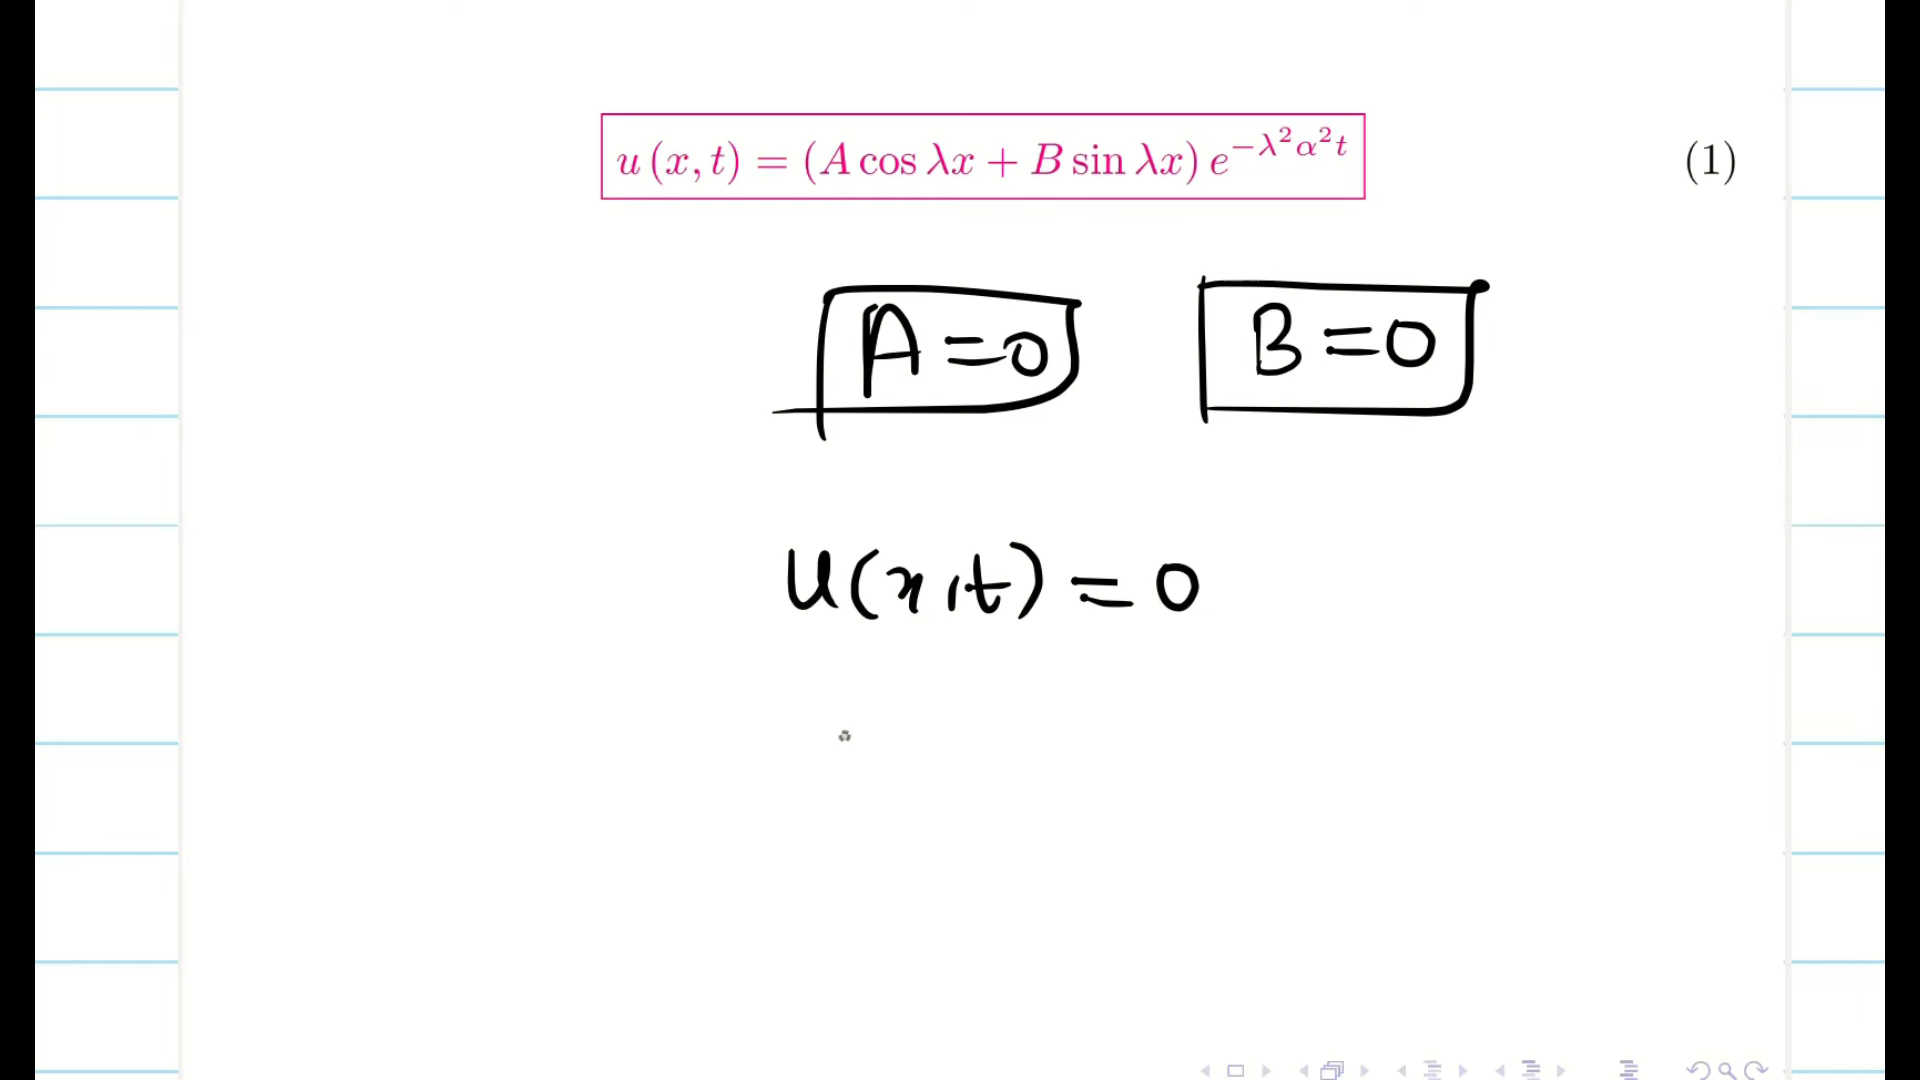 u (x, t) = (A cos λx + B sin λx) e^{−λ²α²t} (1)
A = 0 B = 0
u(x,t) = 0